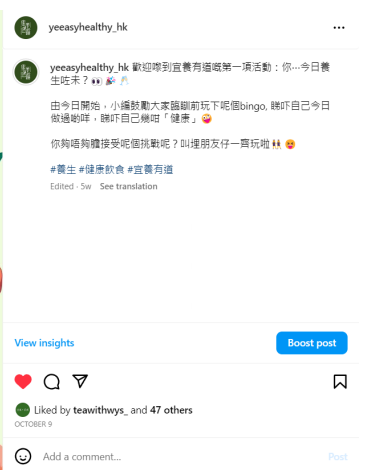 yeeasyhealthy_hk
yeeasyhealthy_hk 歡迎嚟到宜養有道嘅第一項活動：你⋯今日養
生咗未？👀🎉🥂
由今日開始，小編鼓勵大家臨瞓前玩下呢個bingo, 睇吓自己今日
做過啲咩，睇吓自己幾咁「健康」🤪
你夠唔夠膽接受呢個挑戰呢？叫埋朋友仔一齊玩啦👯🥵
#養生 #健康飲食 #宜養有道
Edited · 5w See translation
View insights
Boost post
Liked by teawithwys_ and 47 others
OCTOBER 9
Add a comment...
Post